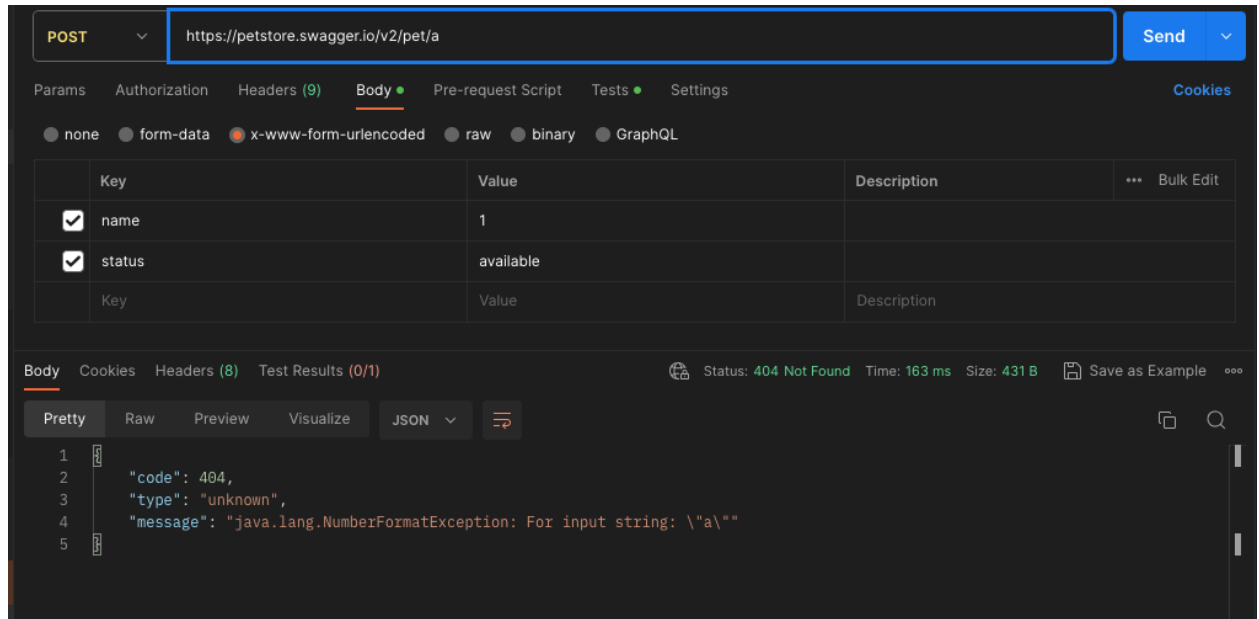 POST https://petstore.swagger.io/v2/pet/a Send
Params Authorization Headers (9) Body Pre-request Script Tests Settings Cookies
none form-data x-www-form-urlencoded raw binary GraphQL
Key Value Description ••• Bulk Edit
name 1
status available
Key Value Description
Body Cookies Headers (8) Test Results (0/1) Status: 404 Not Found Time: 163 ms Size: 431 B Save as Example
Pretty Raw Preview Visualize JSON
1 {
2 "code": 404,
3 "type": "unknown",
4 "message": "java.lang.NumberFormatException: For input string: \"a\""
5 }